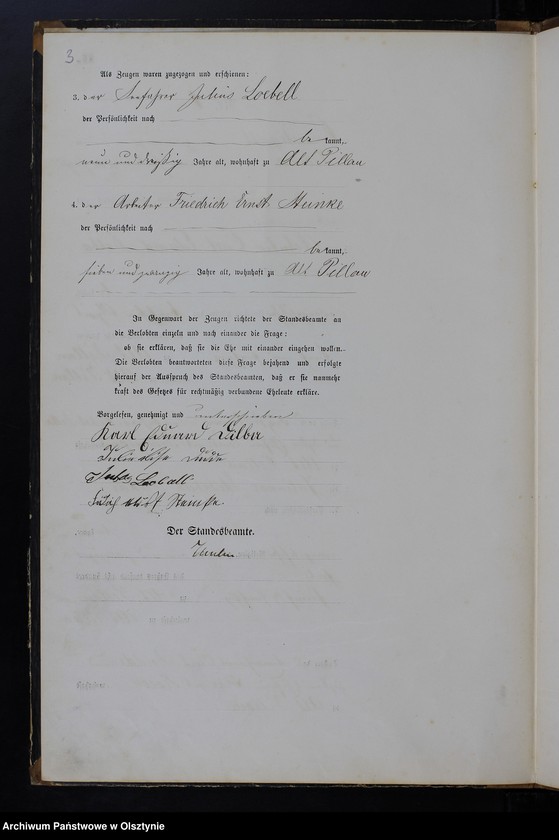 3.
Als Zeugen waren zugezogen und erschienen:
3. der Seefahrer Julius Loebell
der Persönlichkeit nach
be kannt,
neun und dreißig Jahre alt, wohnhaft zu Alt Pillau
4. der Arbeiter Friedrich Ernst
der Persönlichkeit nach
be kannt,
sieben und zwanzig Jahre alt, wohnhaft zu Alt Pillau
In Gegenwart der Zeugen richtete der Standesbeamte an
die Verlobten einzeln und nach einander die Frage:
ob sie erklären, daß sie die Ehe mit einander eingehen wollen.
Die Verlobten beantworteten diese Frage bejahend und erfolgte
hierauf der Ausspruch des Standesbeamten, daß er sie nunmehr
kraft des Gesetzes für rechtmäßig verbundene Eheleute erkläre.
Vorgelesen, genehmigt und unterschrieben
Karl Eduard
Julius Loebell
Der Standesbeamte.
Archiwum Państwowe w Olsztynie